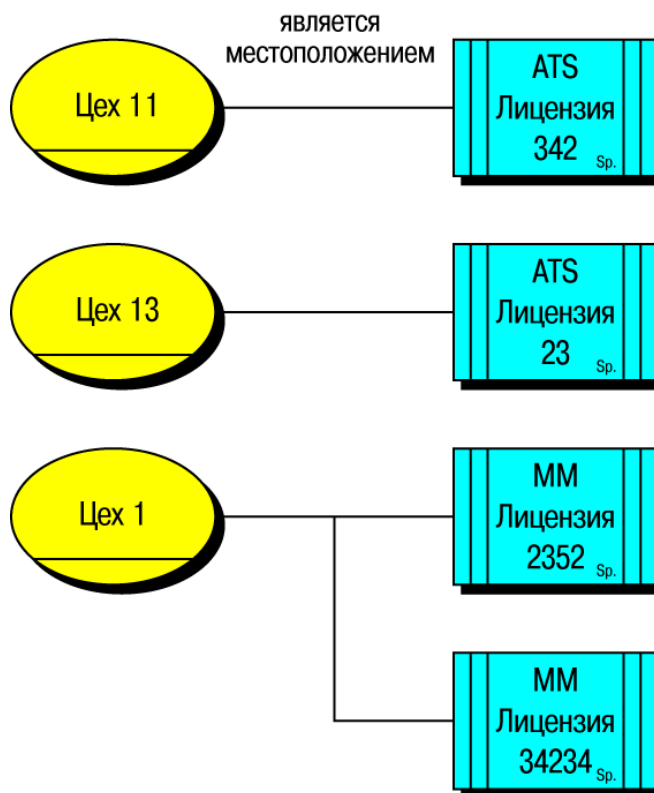 является
местоположением
Цех 11
ATS
Лицензия
342
Sp.
Цех 13
ATS
Лицензия
23
Sp.
Цех 1
MM
Лицензия
2352
Sp.
MM
Лицензия
34234
Sp.